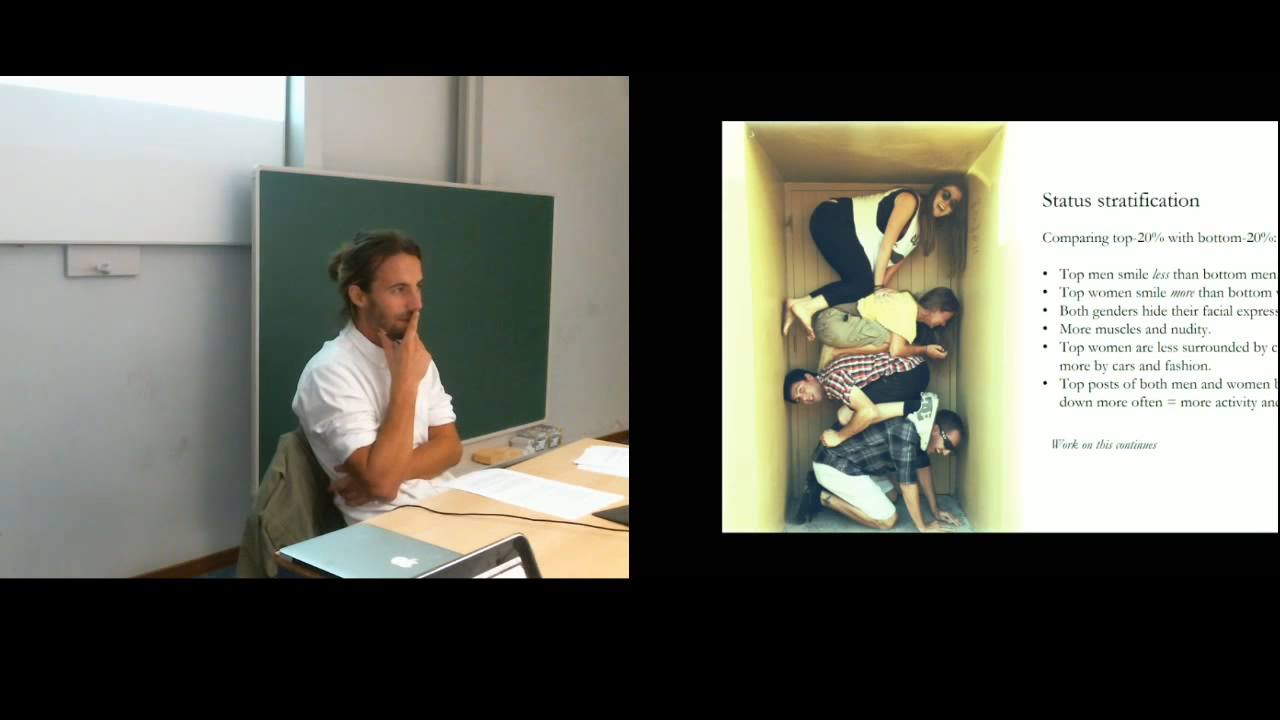 Status stratification
Comparing top-20% with bottom-20%:
• Top men smile less than bottom men
• Top women smile more than bottom
• Both genders hide their facial
• More muscles and nudity.
• Top women are less surrounded by
more by cars and fashion.
• Top posts of both men and women
down more often = more activity
Work on this continues